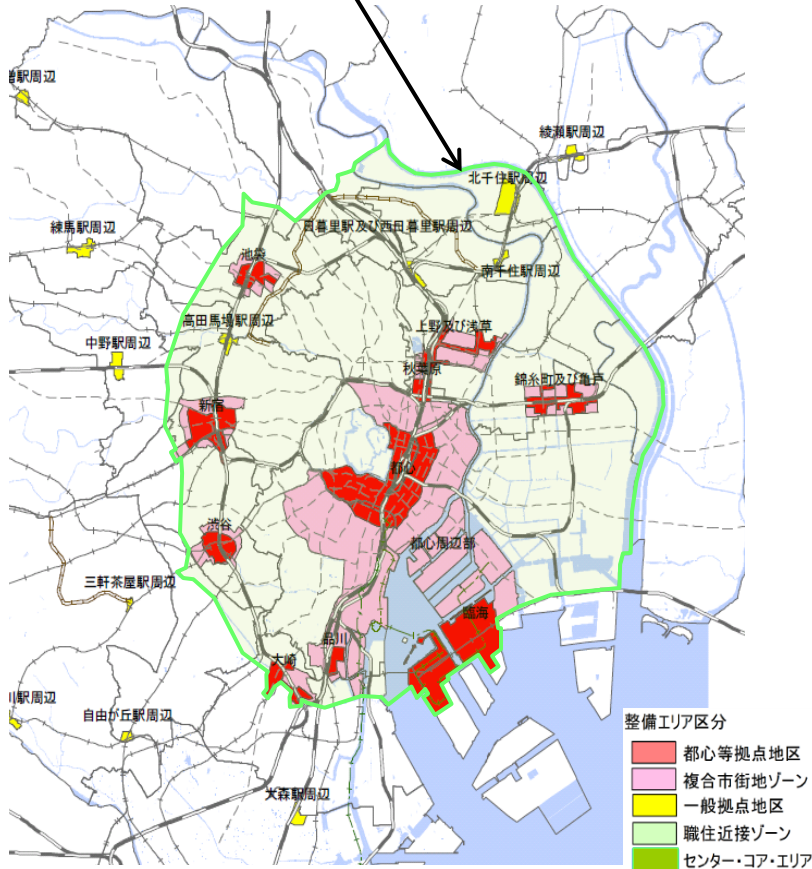 増駅周辺
綾瀬駅周辺
北千住駅周辺
練馬駅周辺
日暮里駅及び西日暮里駅周辺
池袋
南千住駅周辺
高田馬場駅周辺
上野及び浅草
中野駅周辺
秋葉原
錦糸町及び亀戸
新宿
都心
渋谷
都心周辺部
三軒茶屋駅周辺
臨海
品川
大崎
川駅周辺
自由が丘駅周辺
大森駅周辺
整備エリア区分
都心等拠点地区
複合市街地ゾーン
一般拠点地区
職住近接ゾーン
センター・コア・エリア